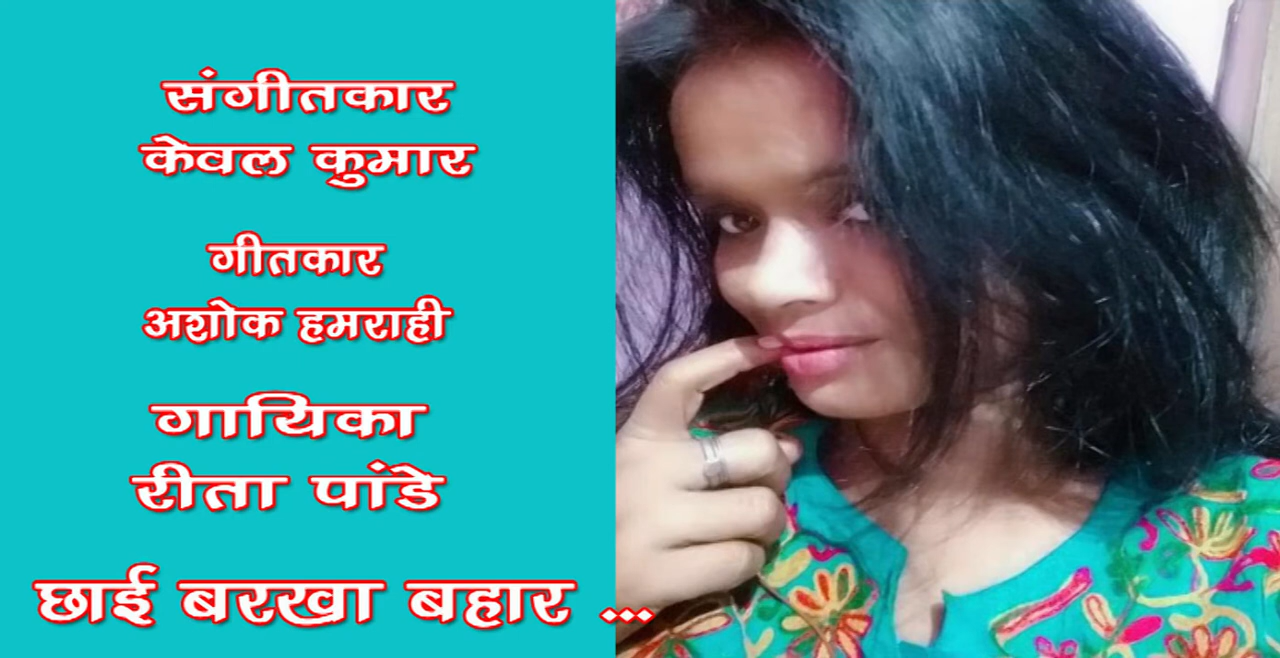 संगीतकार
केवल कुमार
गीतकार
अशोक हमराही
गायिका
रीता पांडे
छाई बरखा बहार ...